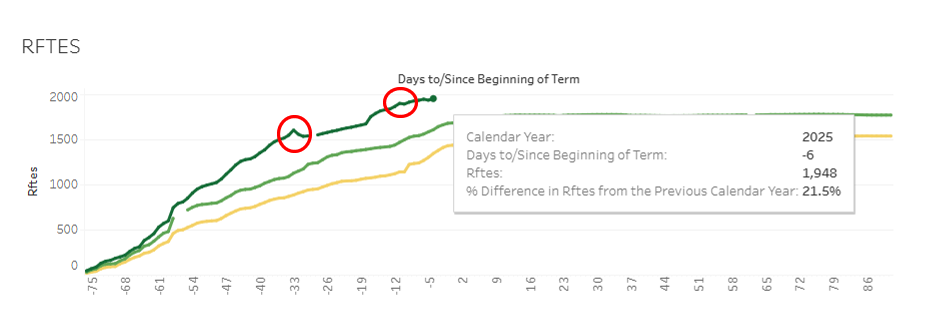 RFTES
Days to/Since Beginning of Term
2000
1500
1000
500
0
Rftes
Calendar Year: 2025
Days to/Since Beginning of Term: -6
Rftes: 1,948
% Difference in Rftes from the Previous Calendar Year: 21.5%
-75 -68 -61 -54 -47 -40 -33 -26 -19 -12 -5 2 9 16 23 30 37 44 51 58 65 72 79 86